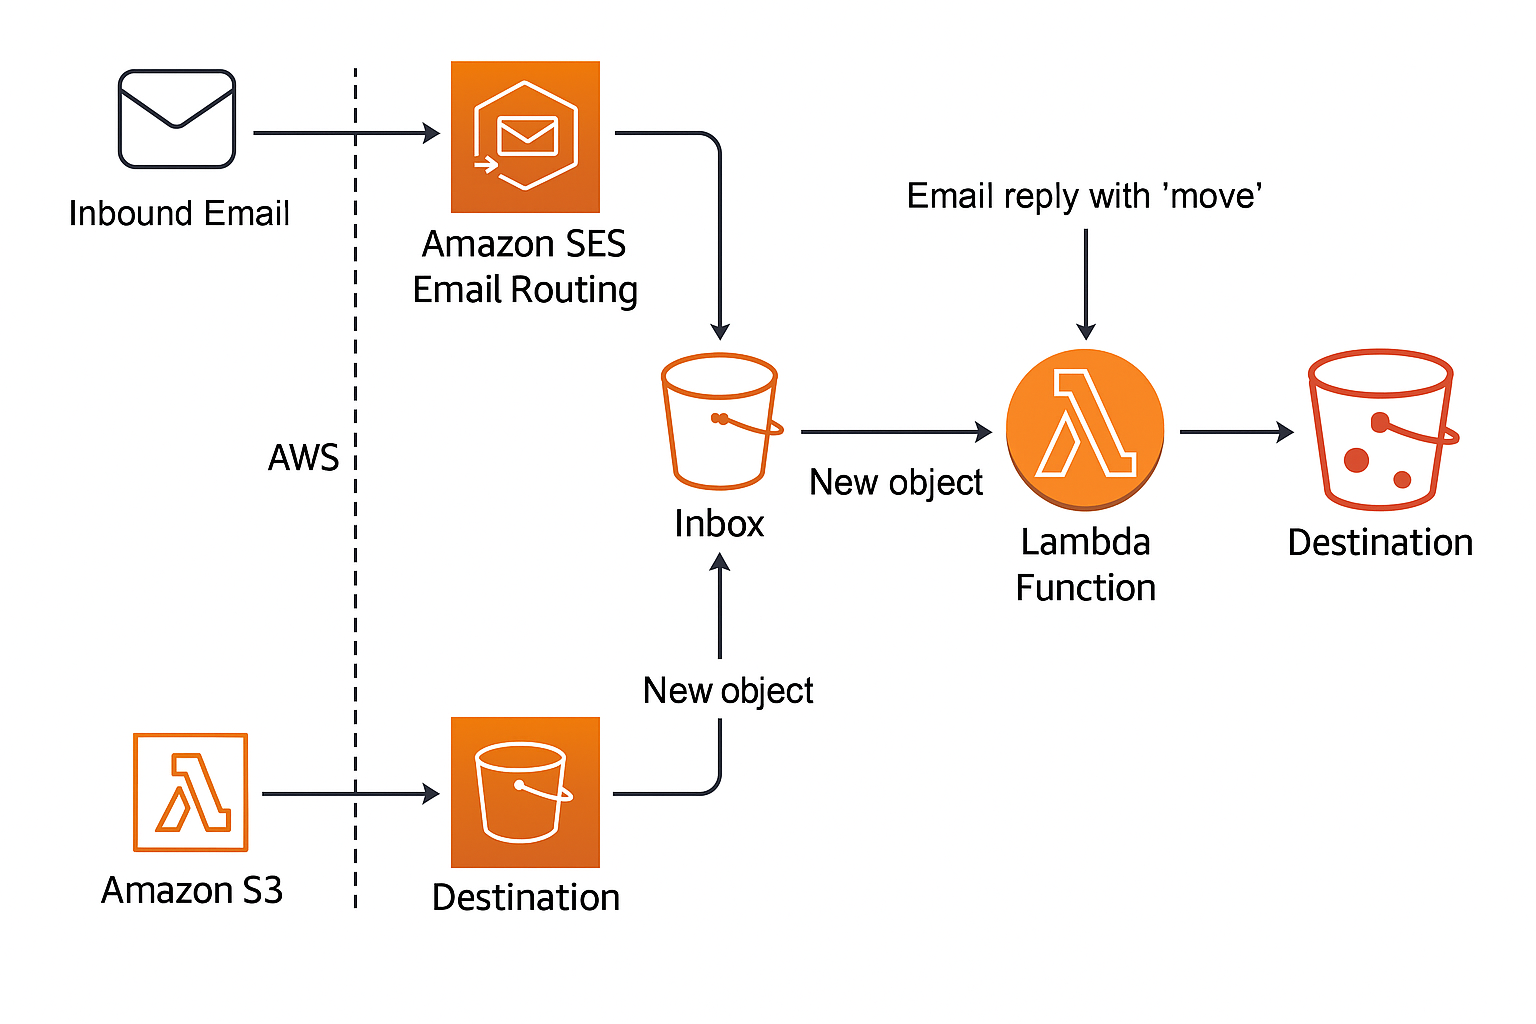 Inbound Email
Amazon SES
Email Routing
Email reply with ’move’
AWS
Inbox
New object
Lambda
Function
Destination
New object
Amazon S3
Destination